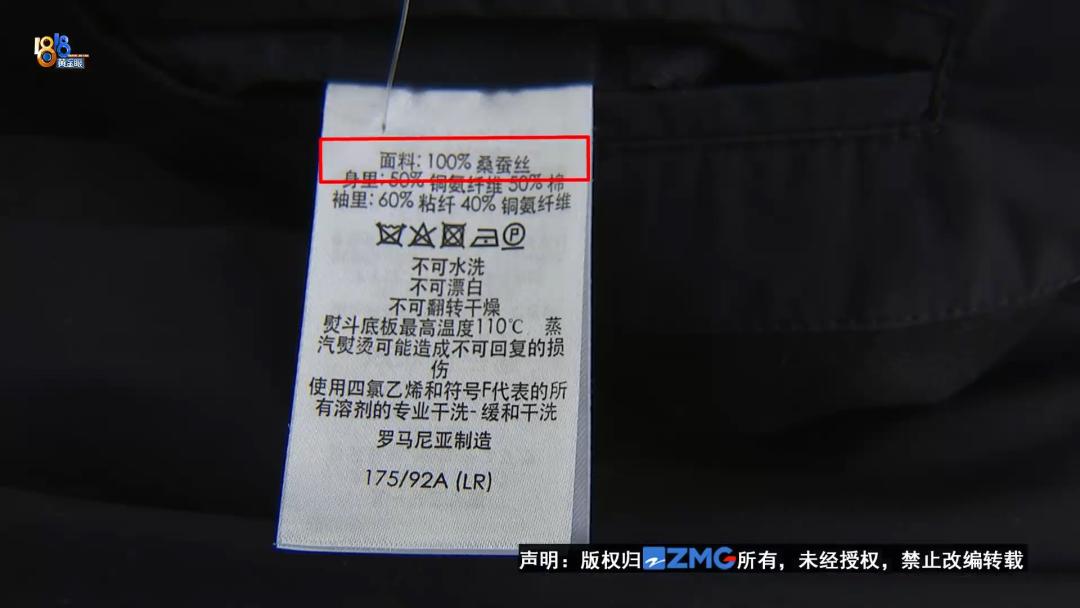 1818
黄金眼
面料: 100% 桑蚕丝
身里: 50% 铜氨纤维 50% 棉
袖里: 60% 粘纤 40% 铜氨纤维
P
不可水洗
不可漂白
不可翻转干燥
熨斗底板最高温度110℃ 蒸
汽熨烫可能造成不可回复的损
伤
使用四氯乙烯和符号F代表的所
有溶剂的专业干洗- 缓和干洗
罗马尼亚制造
175/92A (LR)
声明：版权归ZMG所有，未经授权，禁止改编转载